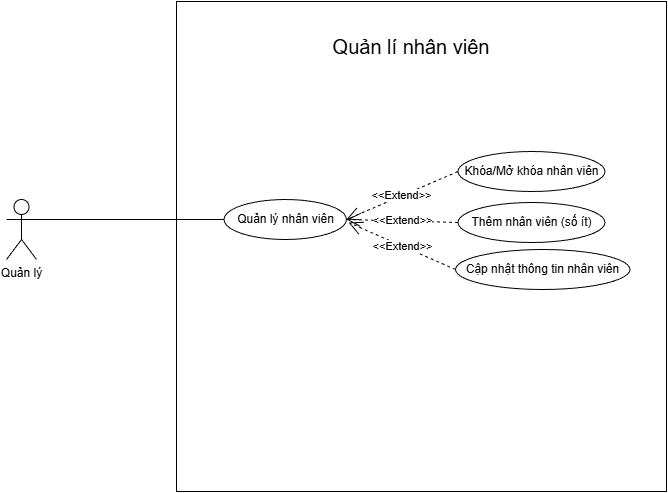 Quản lí nhân viên
Khóa/Mở khóa nhân viên
<<Extend>>
Quản lý nhân viên
<<Extend>>
Thêm nhân viên (số ít)
<<Extend>>
Cập nhật thông tin nhân viên
Quản lý